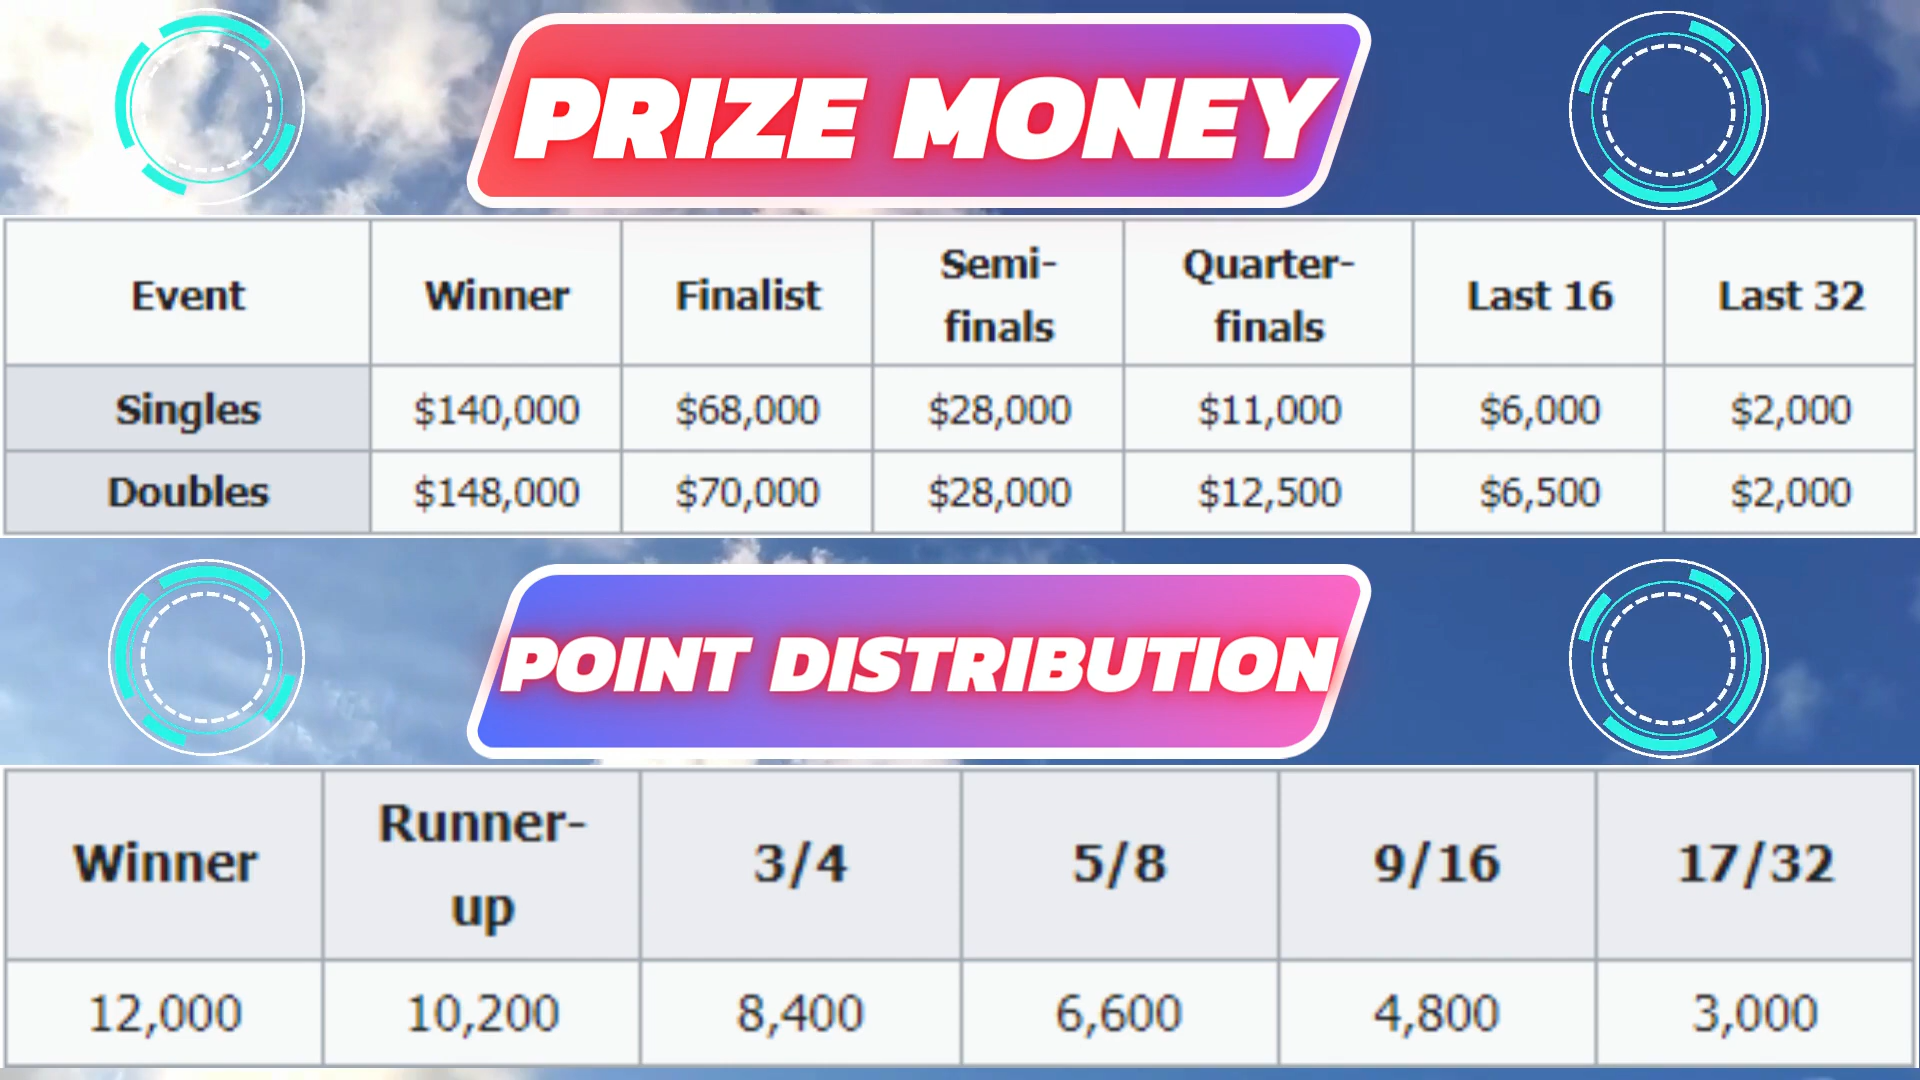 PRIZE MONEY
Event Winner Finalist Semi-finals Quarter-finals Last 16 Last 32
Singles $140,000 $68,000 $28,000 $11,000 $6,000 $2,000
Doubles $148,000 $70,000 $28,000 $12,500 $6,500 $2,000
POINT DISTRIBUTION
Winner Runner-up 3/4 5/8 9/16 17/32
12,000 10,200 8,400 6,600 4,800 3,000